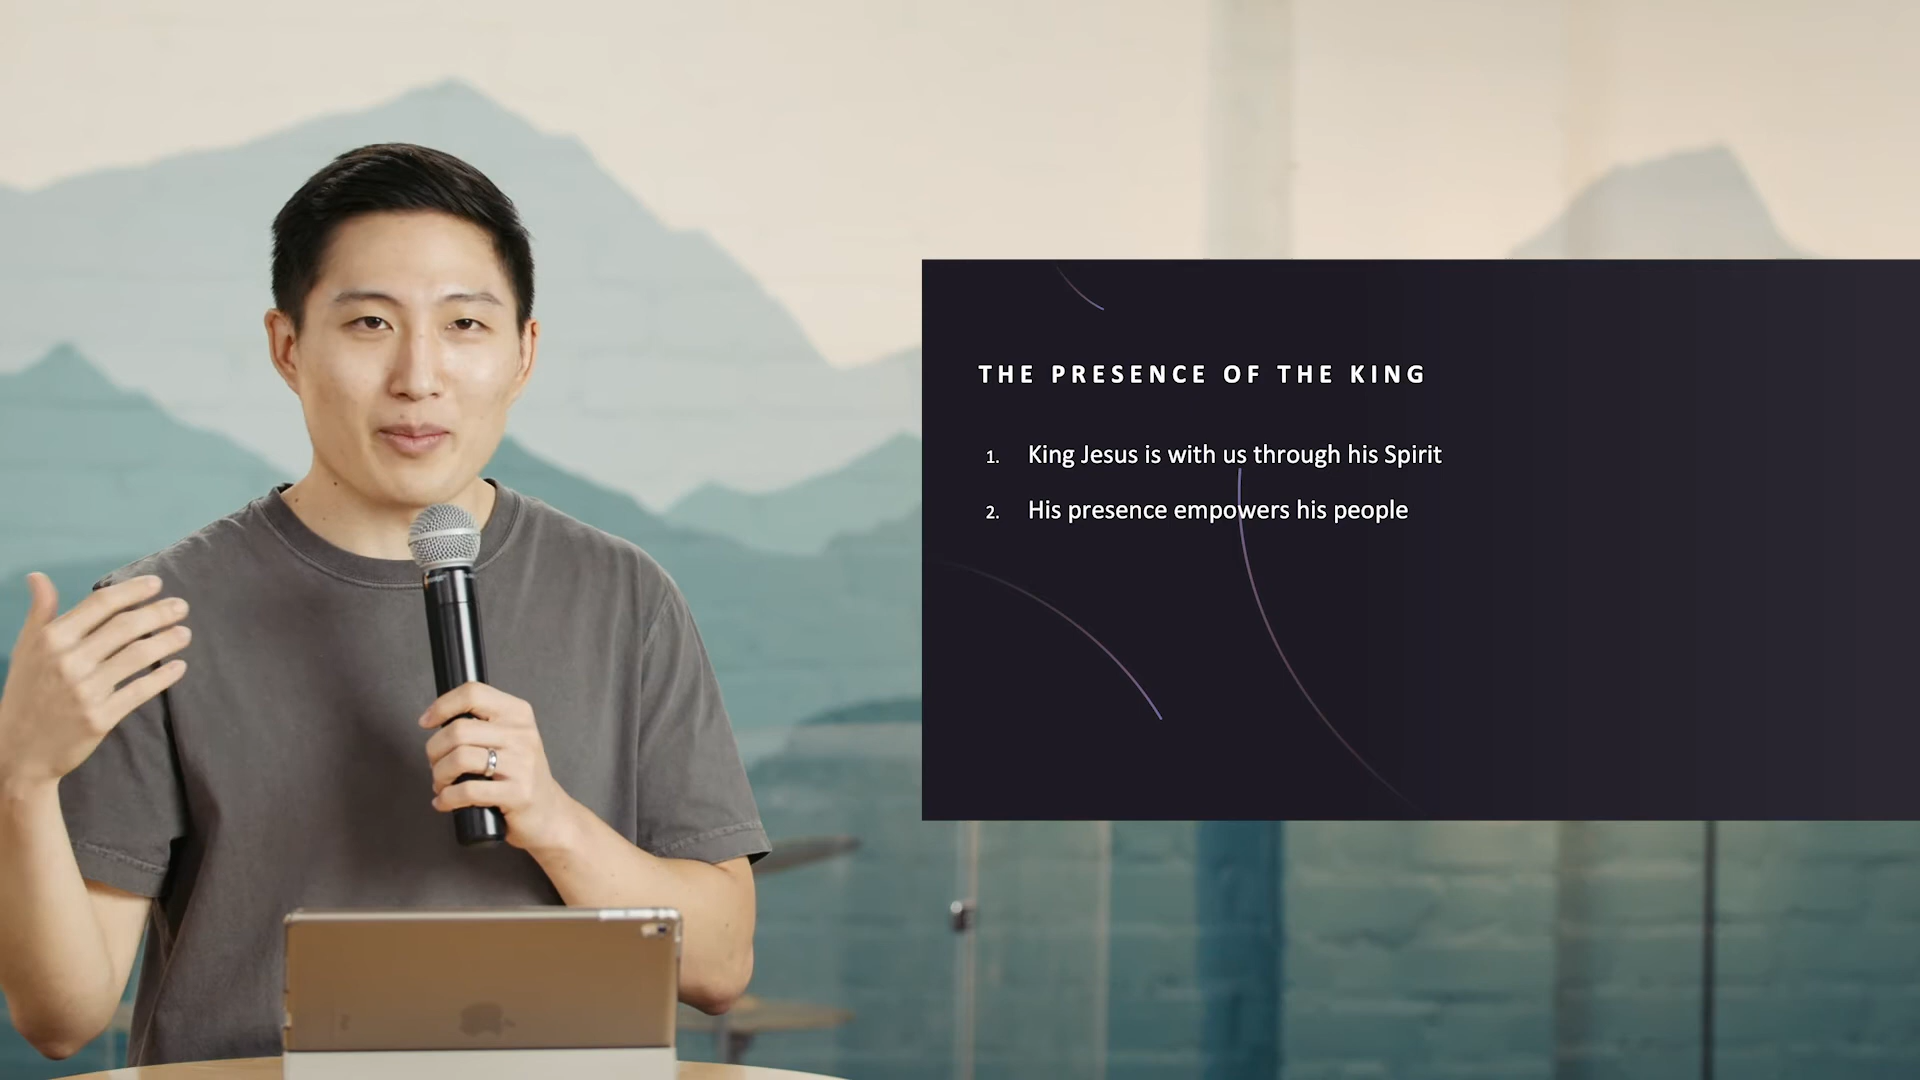 THE PRESENCE OF THE KING
1. King Jesus is with us through his Spirit
2. His presence empowers his people